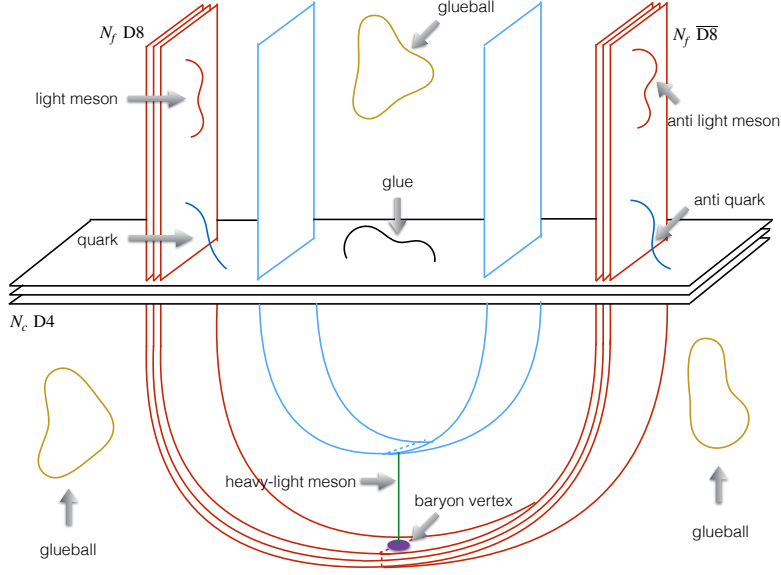 glueball
N_f D8
N_f \overline{D8}
light meson
anti light meson
glue
anti quark
quark
N_c D4
heavy-light meson
baryon vertex
glueball
glueball